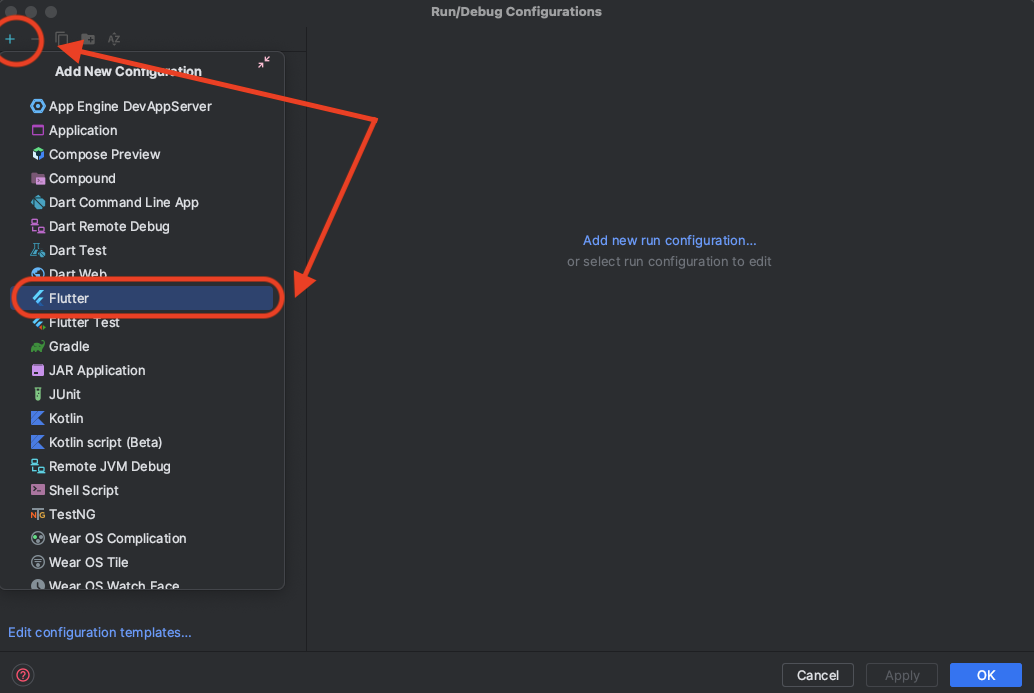 Run/Debug Configurations
Add New Configuration
App Engine DevAppServer
Application
Compose Preview
Compound
Dart Command Line App
Dart Remote Debug
Dart Test
Dart Web
Flutter
Flutter Test
Gradle
JAR Application
JUnit
Kotlin
Kotlin script (Beta)
Remote JVM Debug
Shell Script
TestNG
Wear OS Complication
Wear OS Tile
Wear OS Watch Face
Add new run configuration...
or select run configuration to edit
Edit configuration templates...
Cancel
Apply
OK